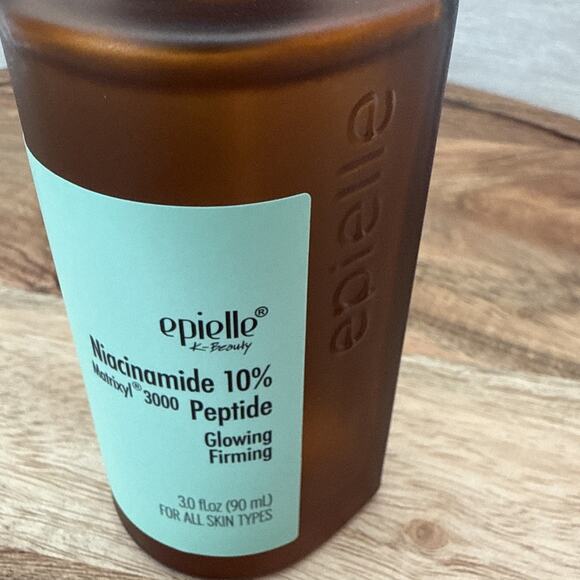 epielle®
K-Beauty
Niacinamide 10%
Matrixyl® 3000 Peptide
Glowing
Firming
3.0 fl.oz (90 mL)
FOR ALL SKIN TYPES
epielle